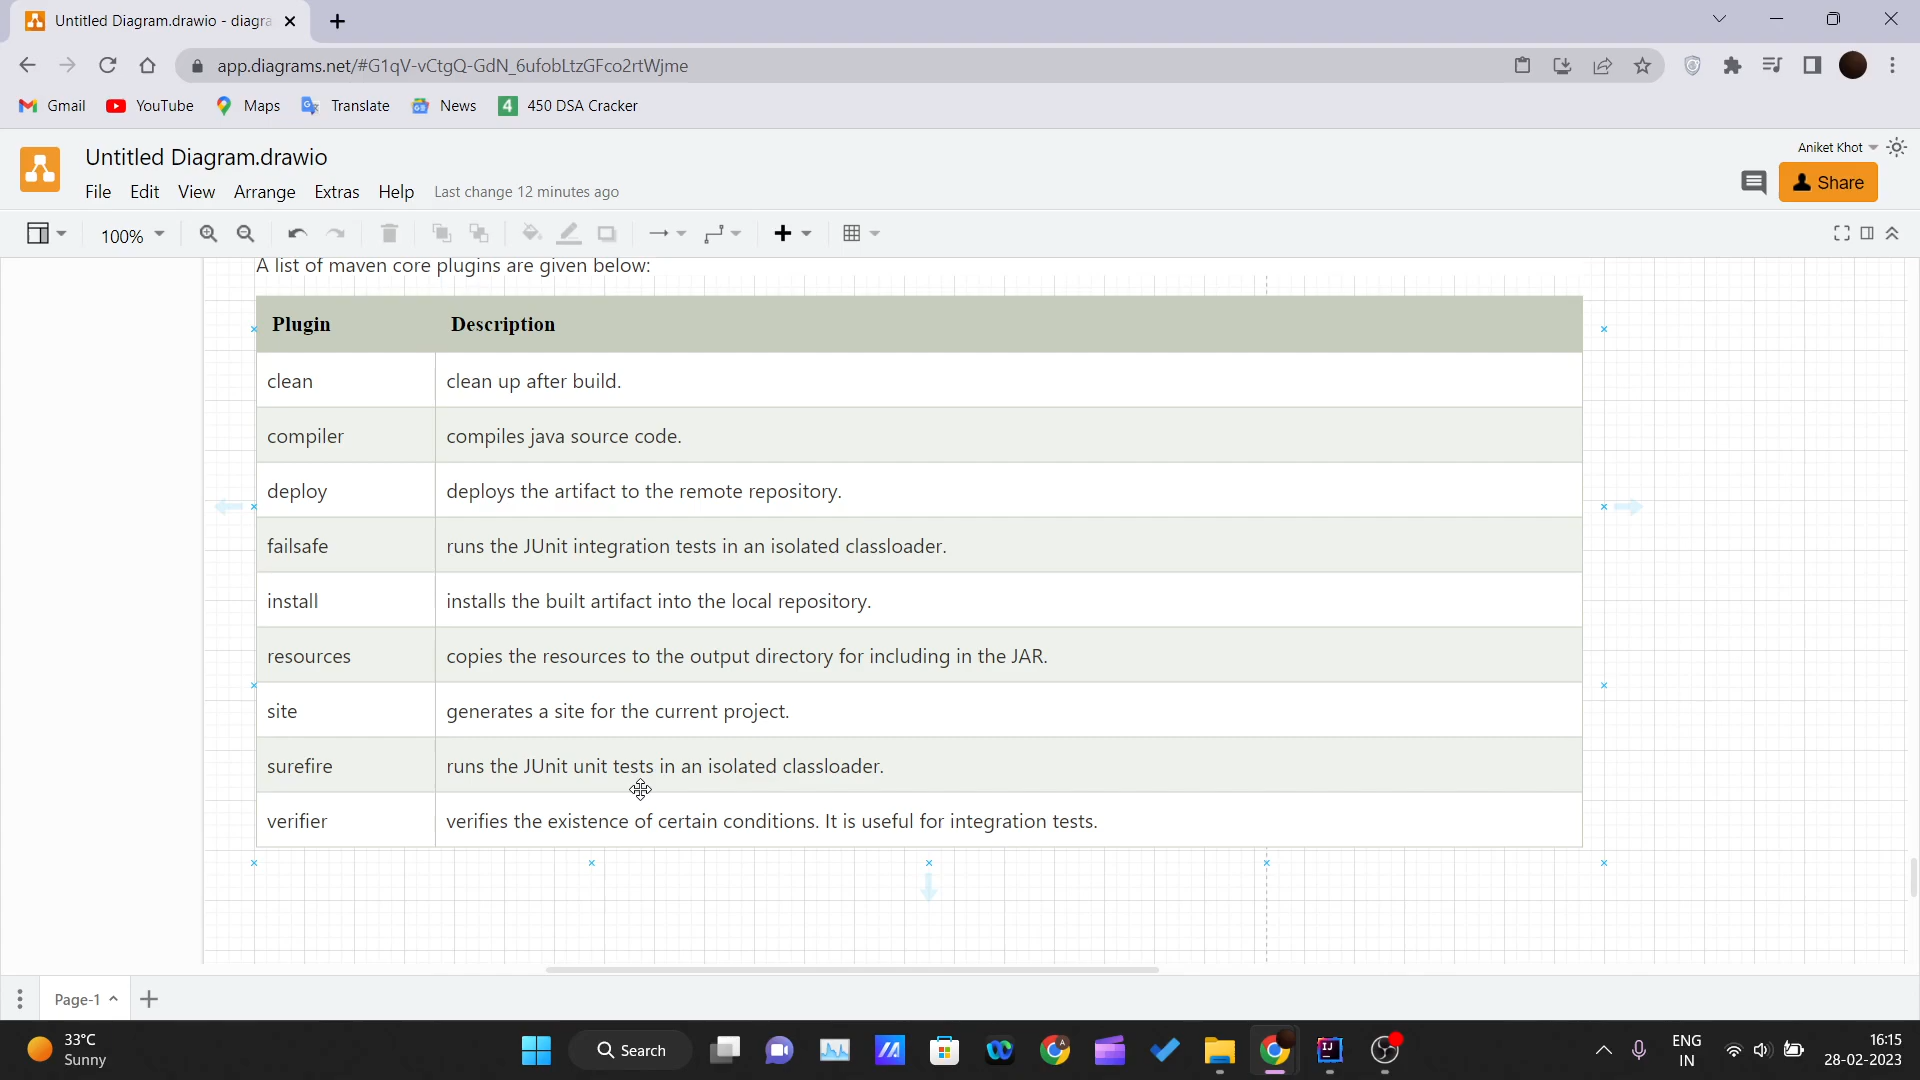 Untitled Diagram.drawio - diagra
app.diagrams.net/#G1qV-vCtgQ-GdN_6ufobLtzGFco2rtWjme
Gmail YouTube Maps Translate News 4 450 DSA Cracker
Untitled Diagram.drawio
Aniket Khot
File Edit View Arrange Extras Help Last change 12 minutes ago
Share
100%
A list of maven core plugins are given below:
Plugin Description
clean clean up after build.
compiler compiles java source code.
deploy deploys the artifact to the remote repository.
failsafe runs the JUnit integration tests in an isolated classloader.
install installs the built artifact into the local repository.
resources copies the resources to the output directory for including in the JAR.
site generates a site for the current project.
surefire runs the JUnit unit tests in an isolated classloader.
verifier verifies the existence of certain conditions. It is useful for integration tests.
Page-1
33°C
Sunny
Search
A
IJ
ENG
IN
16:15
28-02-2023